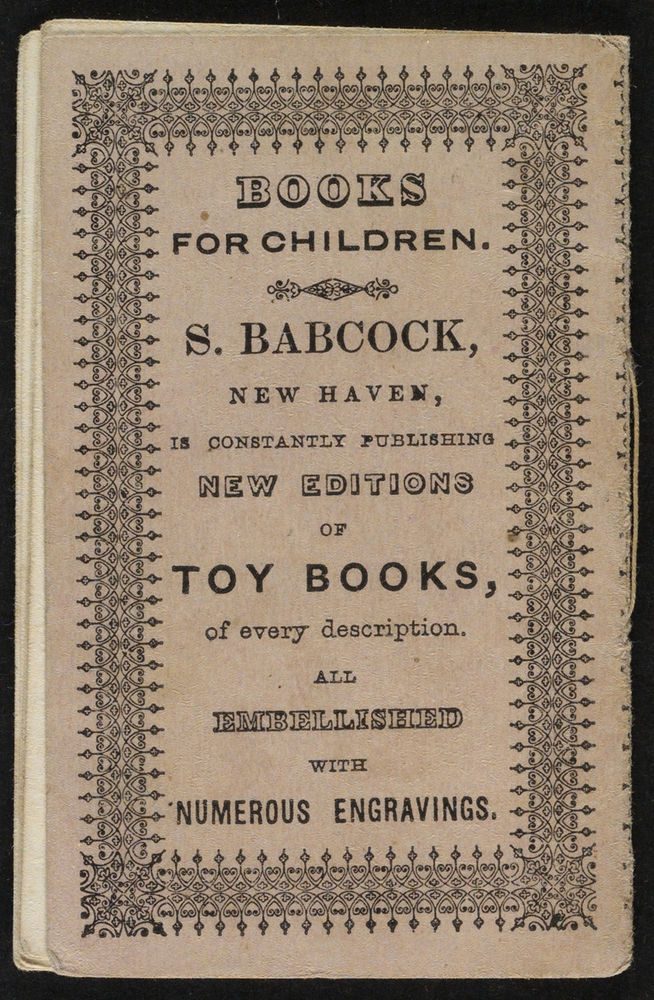 BOOKS
FOR CHILDREN.
S. BABCOCK,
NEW HAVEN,
IS CONSTANTLY PUBLISHING
NEW EDITIONS
OF
TOY BOOKS,
of every description.
ALL
EMBELLISHED
WITH
NUMEROUS ENGRAVINGS.